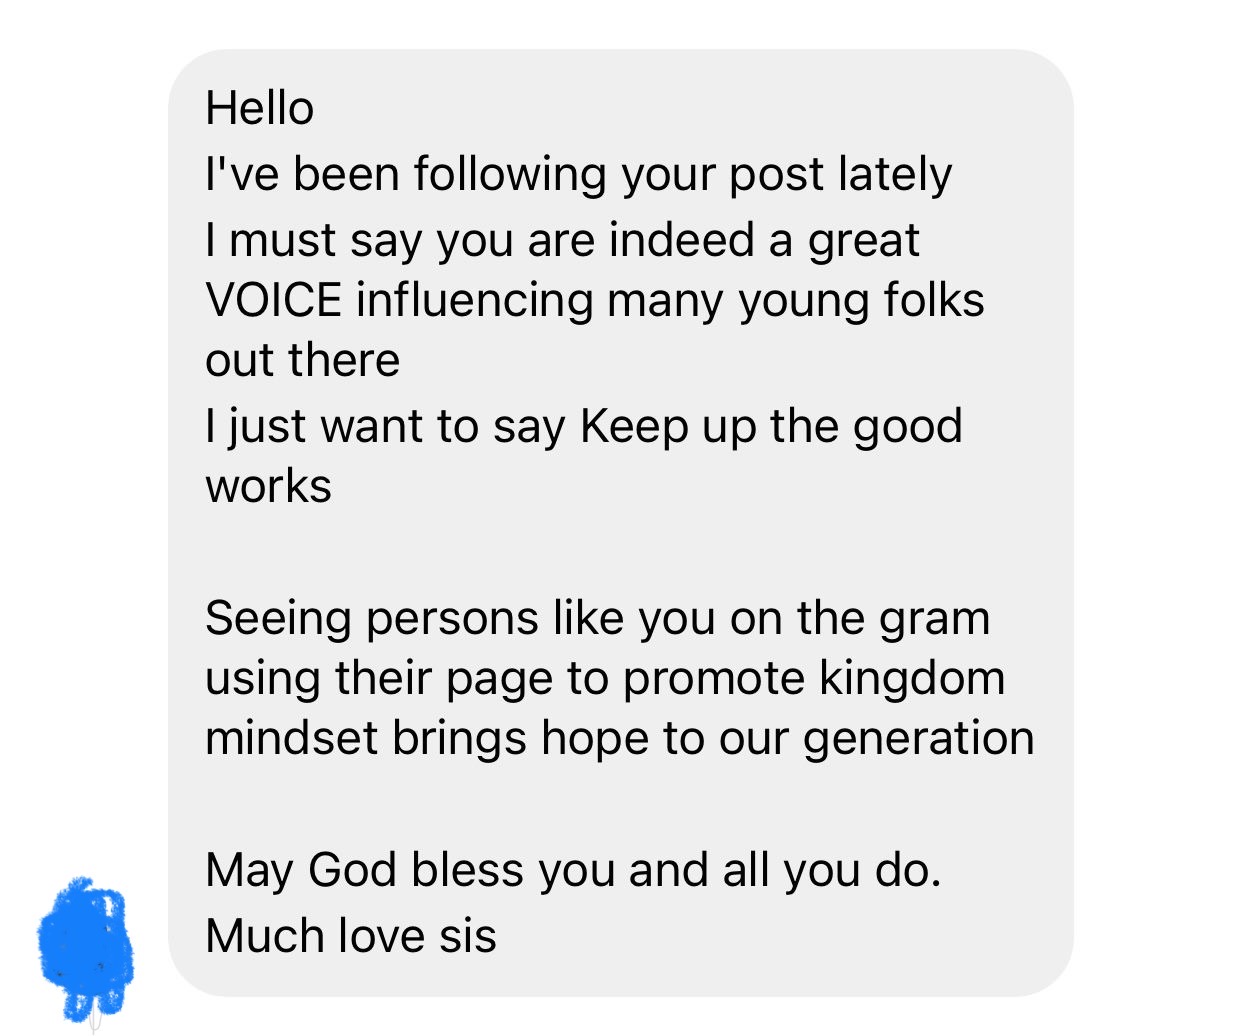 Hello
I've been following your post lately
I must say you are indeed a great
VOICE influencing many young folks
out there
I just want to say Keep up the good
works
Seeing persons like you on the gram
using their page to promote kingdom
mindset brings hope to our generation
May God bless you and all you do.
Much love sis